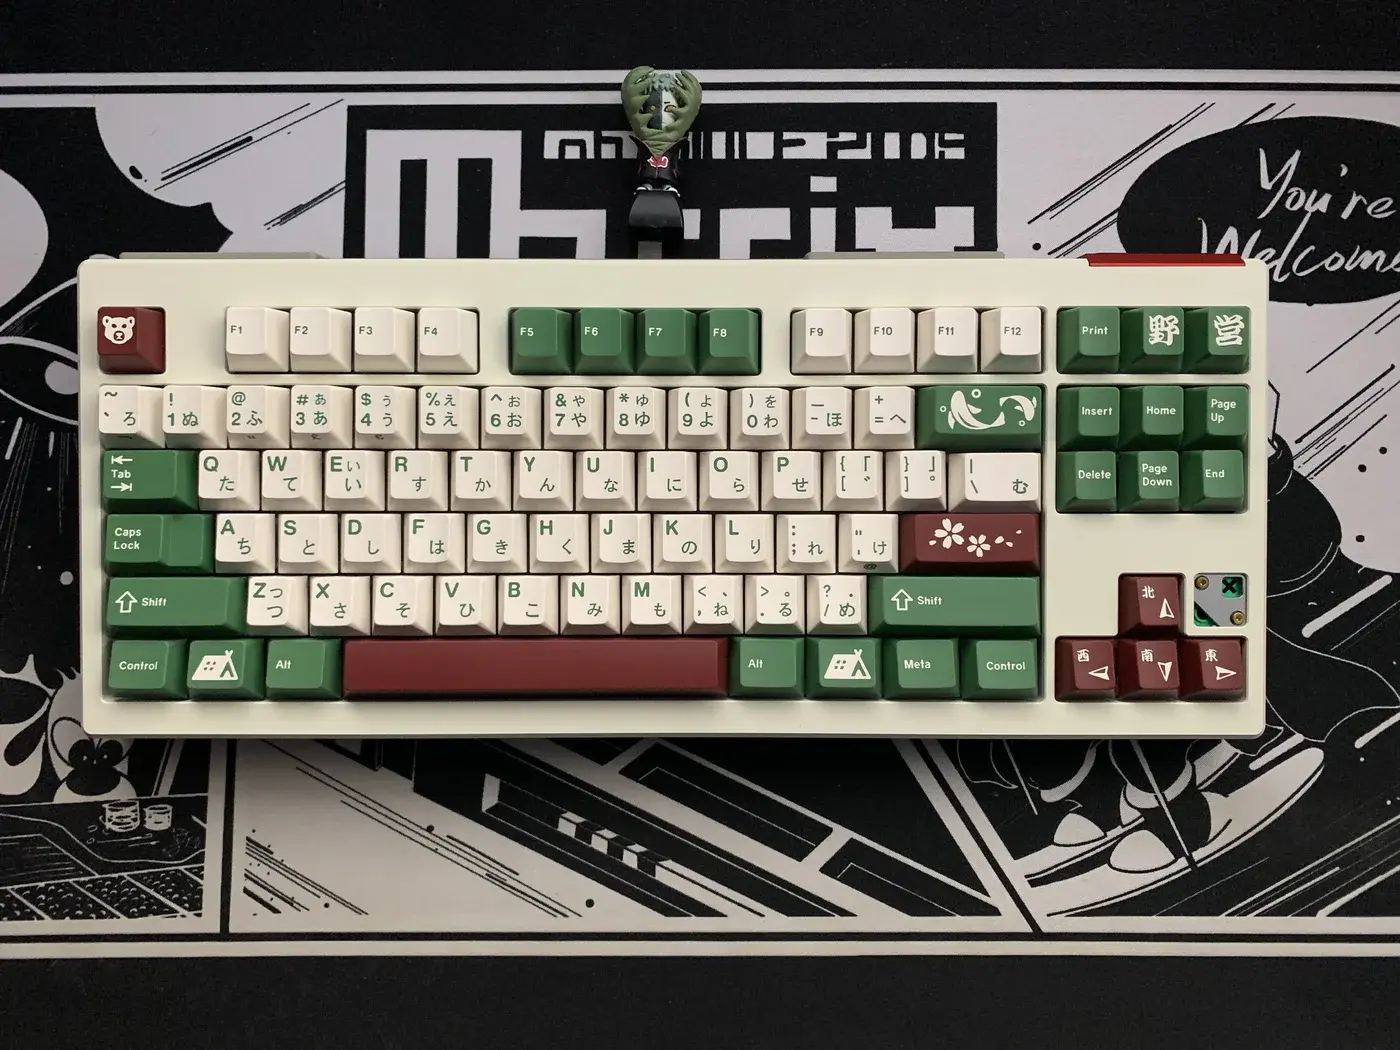 You're
Welcome
F1 F2 F3 F4 F5 F6 F7 F8 F9 F10 F11 F12 Print 野 営
~ ` ろ ! 1 ぬ @ 2 ふ # あ 3 あ $ ぅ 4 う % ぇ 5 え ^ ぉ 6 お & ゃ 7 や * ゅ 8 ゆ ( ょ 9 よ ) を 0 わ — - ほ + = へ Insert Home Page Up
Tab Q た W て E ぃ い R す T か Y ん U な I に O ら P せ { 「 [ ゛ } 」 ] ゜ | \ む Delete Page Down End
Caps Lock A ち S と D し F は G き H く J ま K の L り : ; れ " ' け
Shift Z っ つ X さ C そ V ひ B こ N み M も < 、 , ね > 。 . る ? ・ / め Shift 北
Control Alt Alt Meta Control 西 南 東